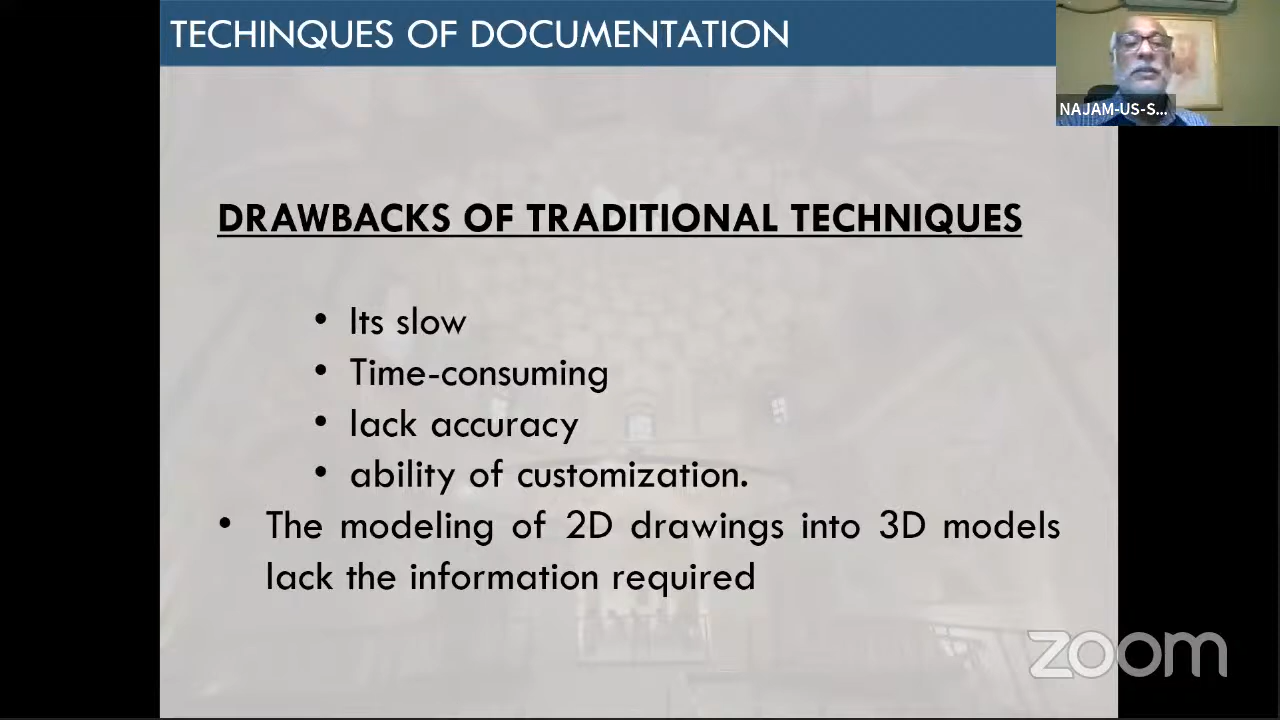 TECHINQUES OF DOCUMENTATION
NAJAM-US-S...
DRAWBACKS OF TRADITIONAL TECHNIQUES
• Its slow
• Time-consuming
• lack accuracy
• ability of customization.
• The modeling of 2D drawings into 3D models
lack the information required
zoom